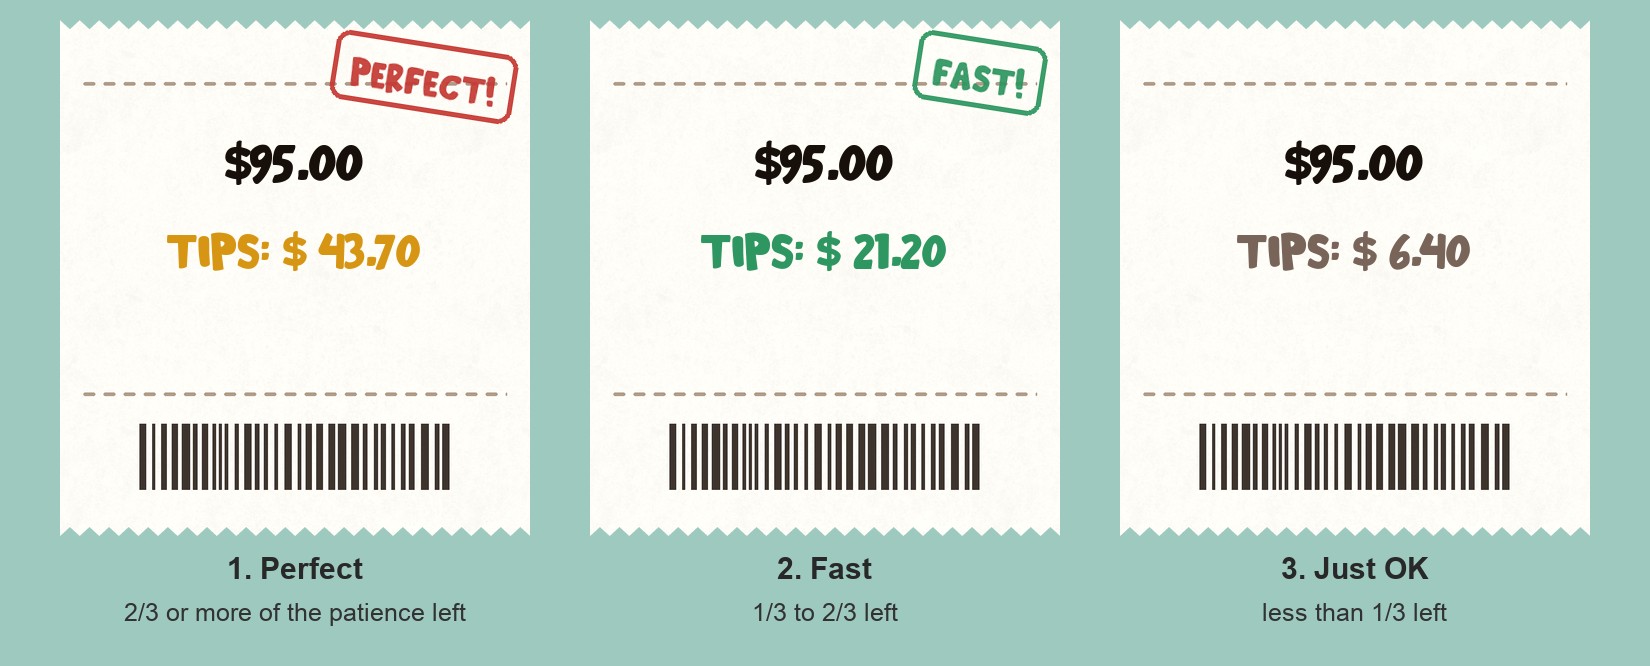 PERFECT!
$95.00
TIPS: $ 43.70
1. Perfect
2/3 or more of the patience left
FAST!
$95.00
TIPS: $ 21.20
2. Fast
1/3 to 2/3 left
$95.00
TIPS: $ 6.40
3. Just OK
less than 1/3 left